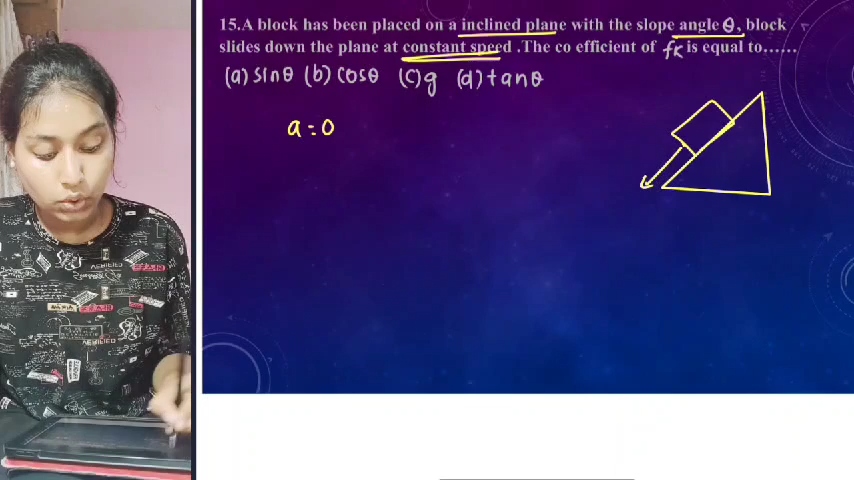 15.A block has been placed on a inclined plane with the slope angle θ, block
slides down the plane at constant speed .The co efficient of fK is equal to......
(a) sinθ (b) cosθ (c) g (d) tanθ
a = 0